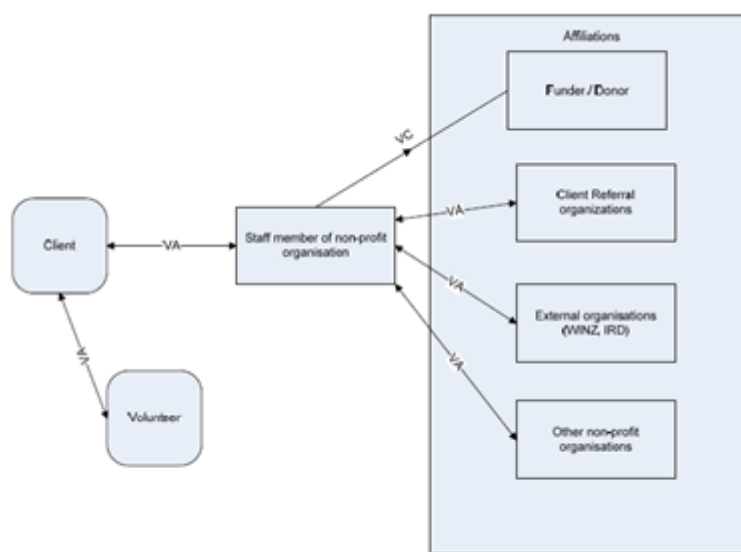 Affiliations
Funder / Donor
VC
Client Referral
organizations
VA
Client
VA
Staff member of non-profit
organisation
VA
External organisations
(WINZ, IRD)
VA
VA
Volunteer
Other non-profit
organisations